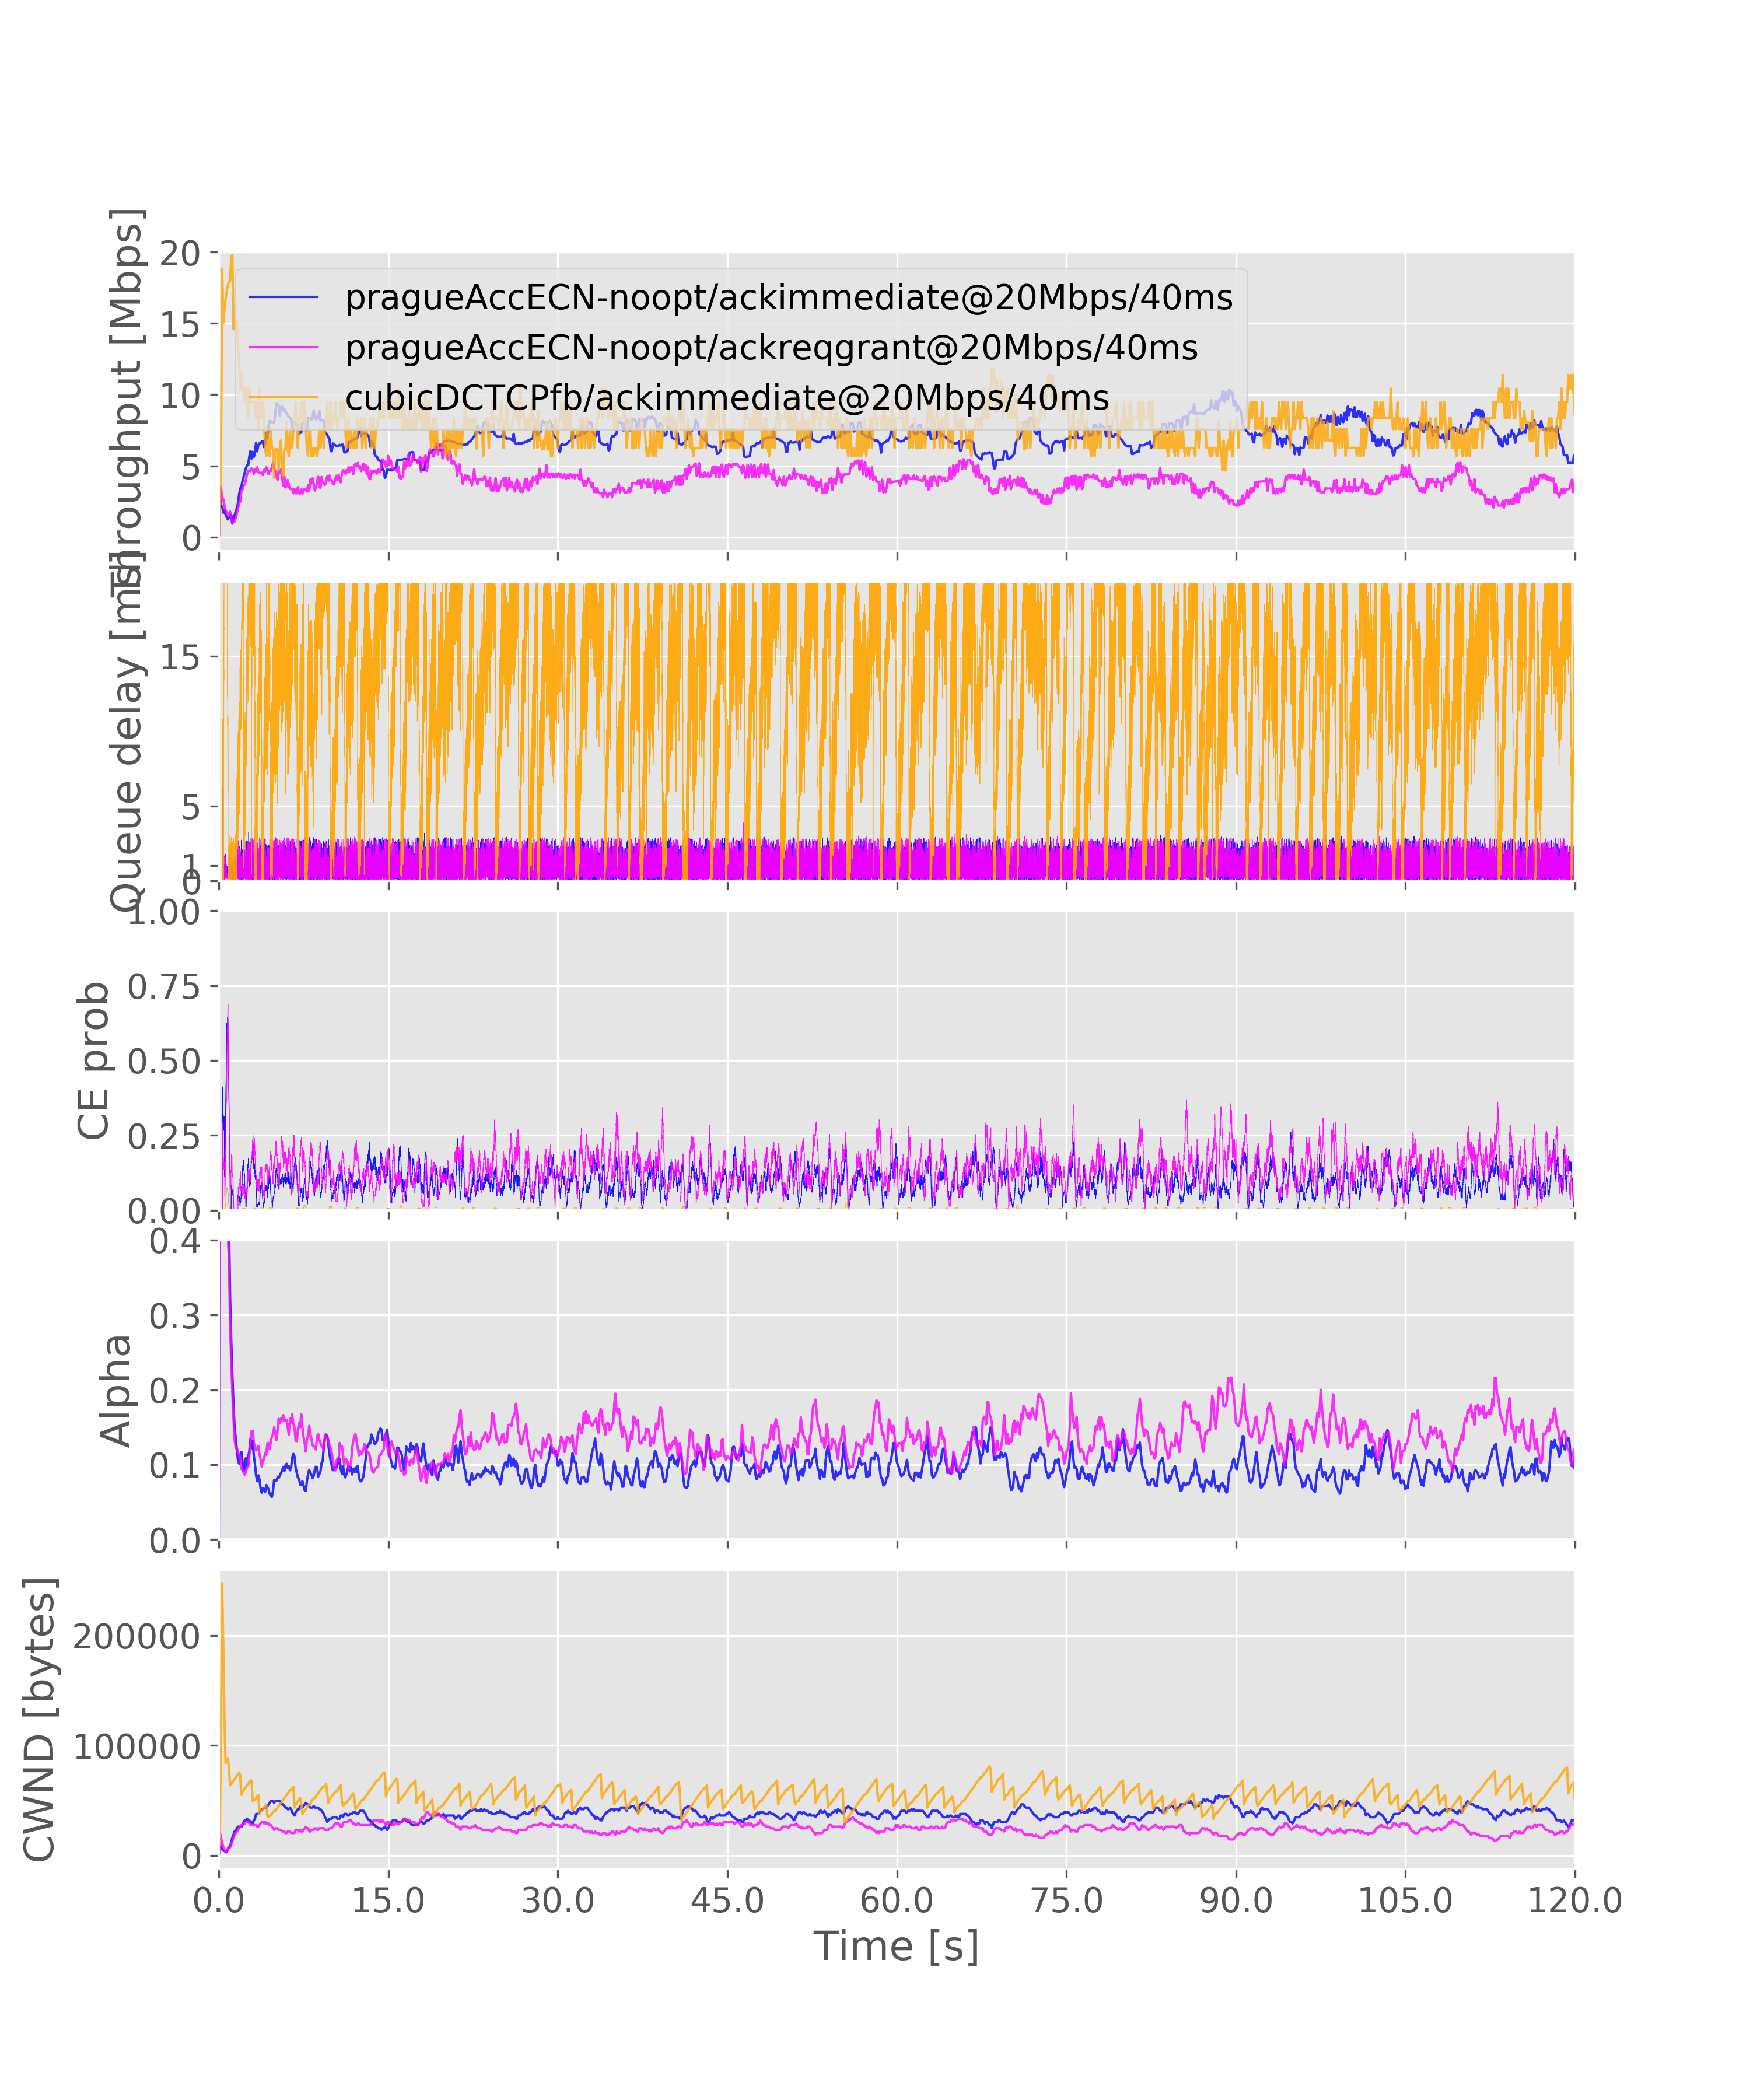 Throughput [Mbps]
20
15
10
5
0
pragueAccECN-noopt/ackimmediate@20Mbps/40ms
pragueAccECN-noopt/ackreqgrant@20Mbps/40ms
cubicDCTCPfb/ackimmediate@20Mbps/40ms
Queue delay [ms]
15
5
1
0
CE prob
1.00
0.75
0.50
0.25
0.00
Alpha
0.4
0.3
0.2
0.1
0.0
CWND [bytes]
200000
100000
0
0.0 15.0 30.0 45.0 60.0 75.0 90.0 105.0 120.0
Time [s]